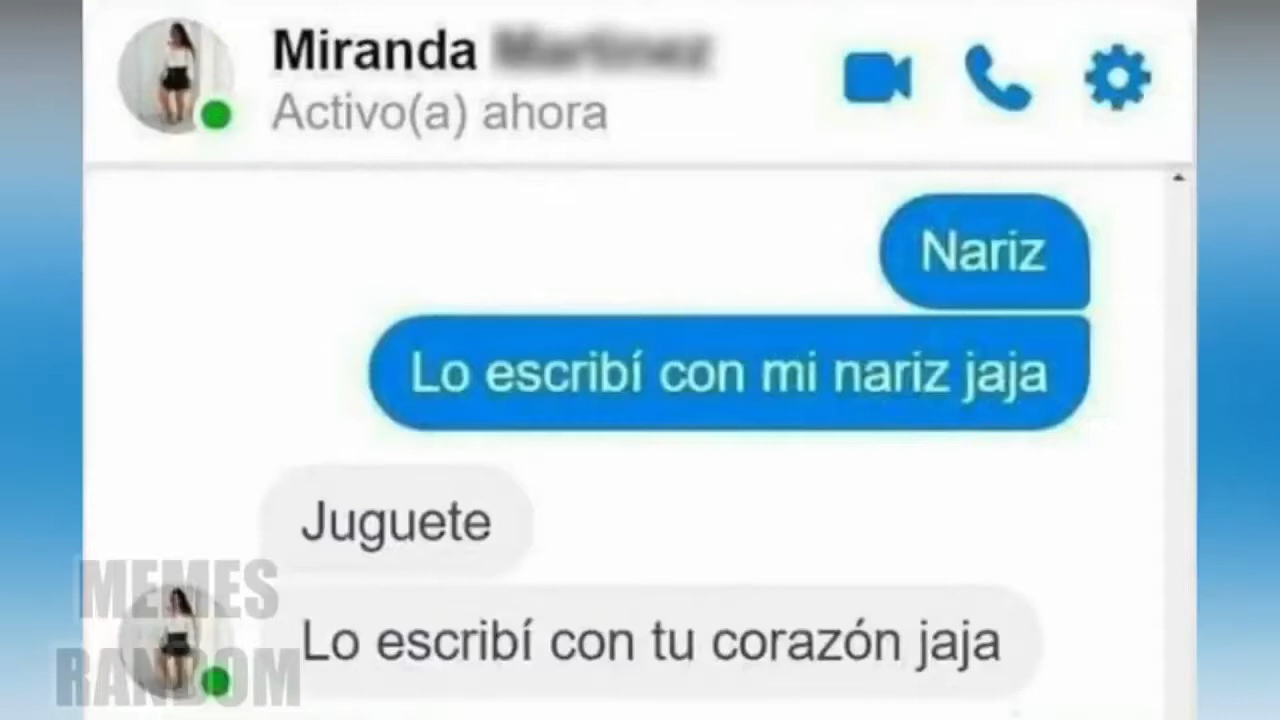 Miranda
Activo(a) ahora
Nariz
Lo escribí con mi nariz jaja
Juguete
Lo escribí con tu corazón jaja
MEMES
RANDOM